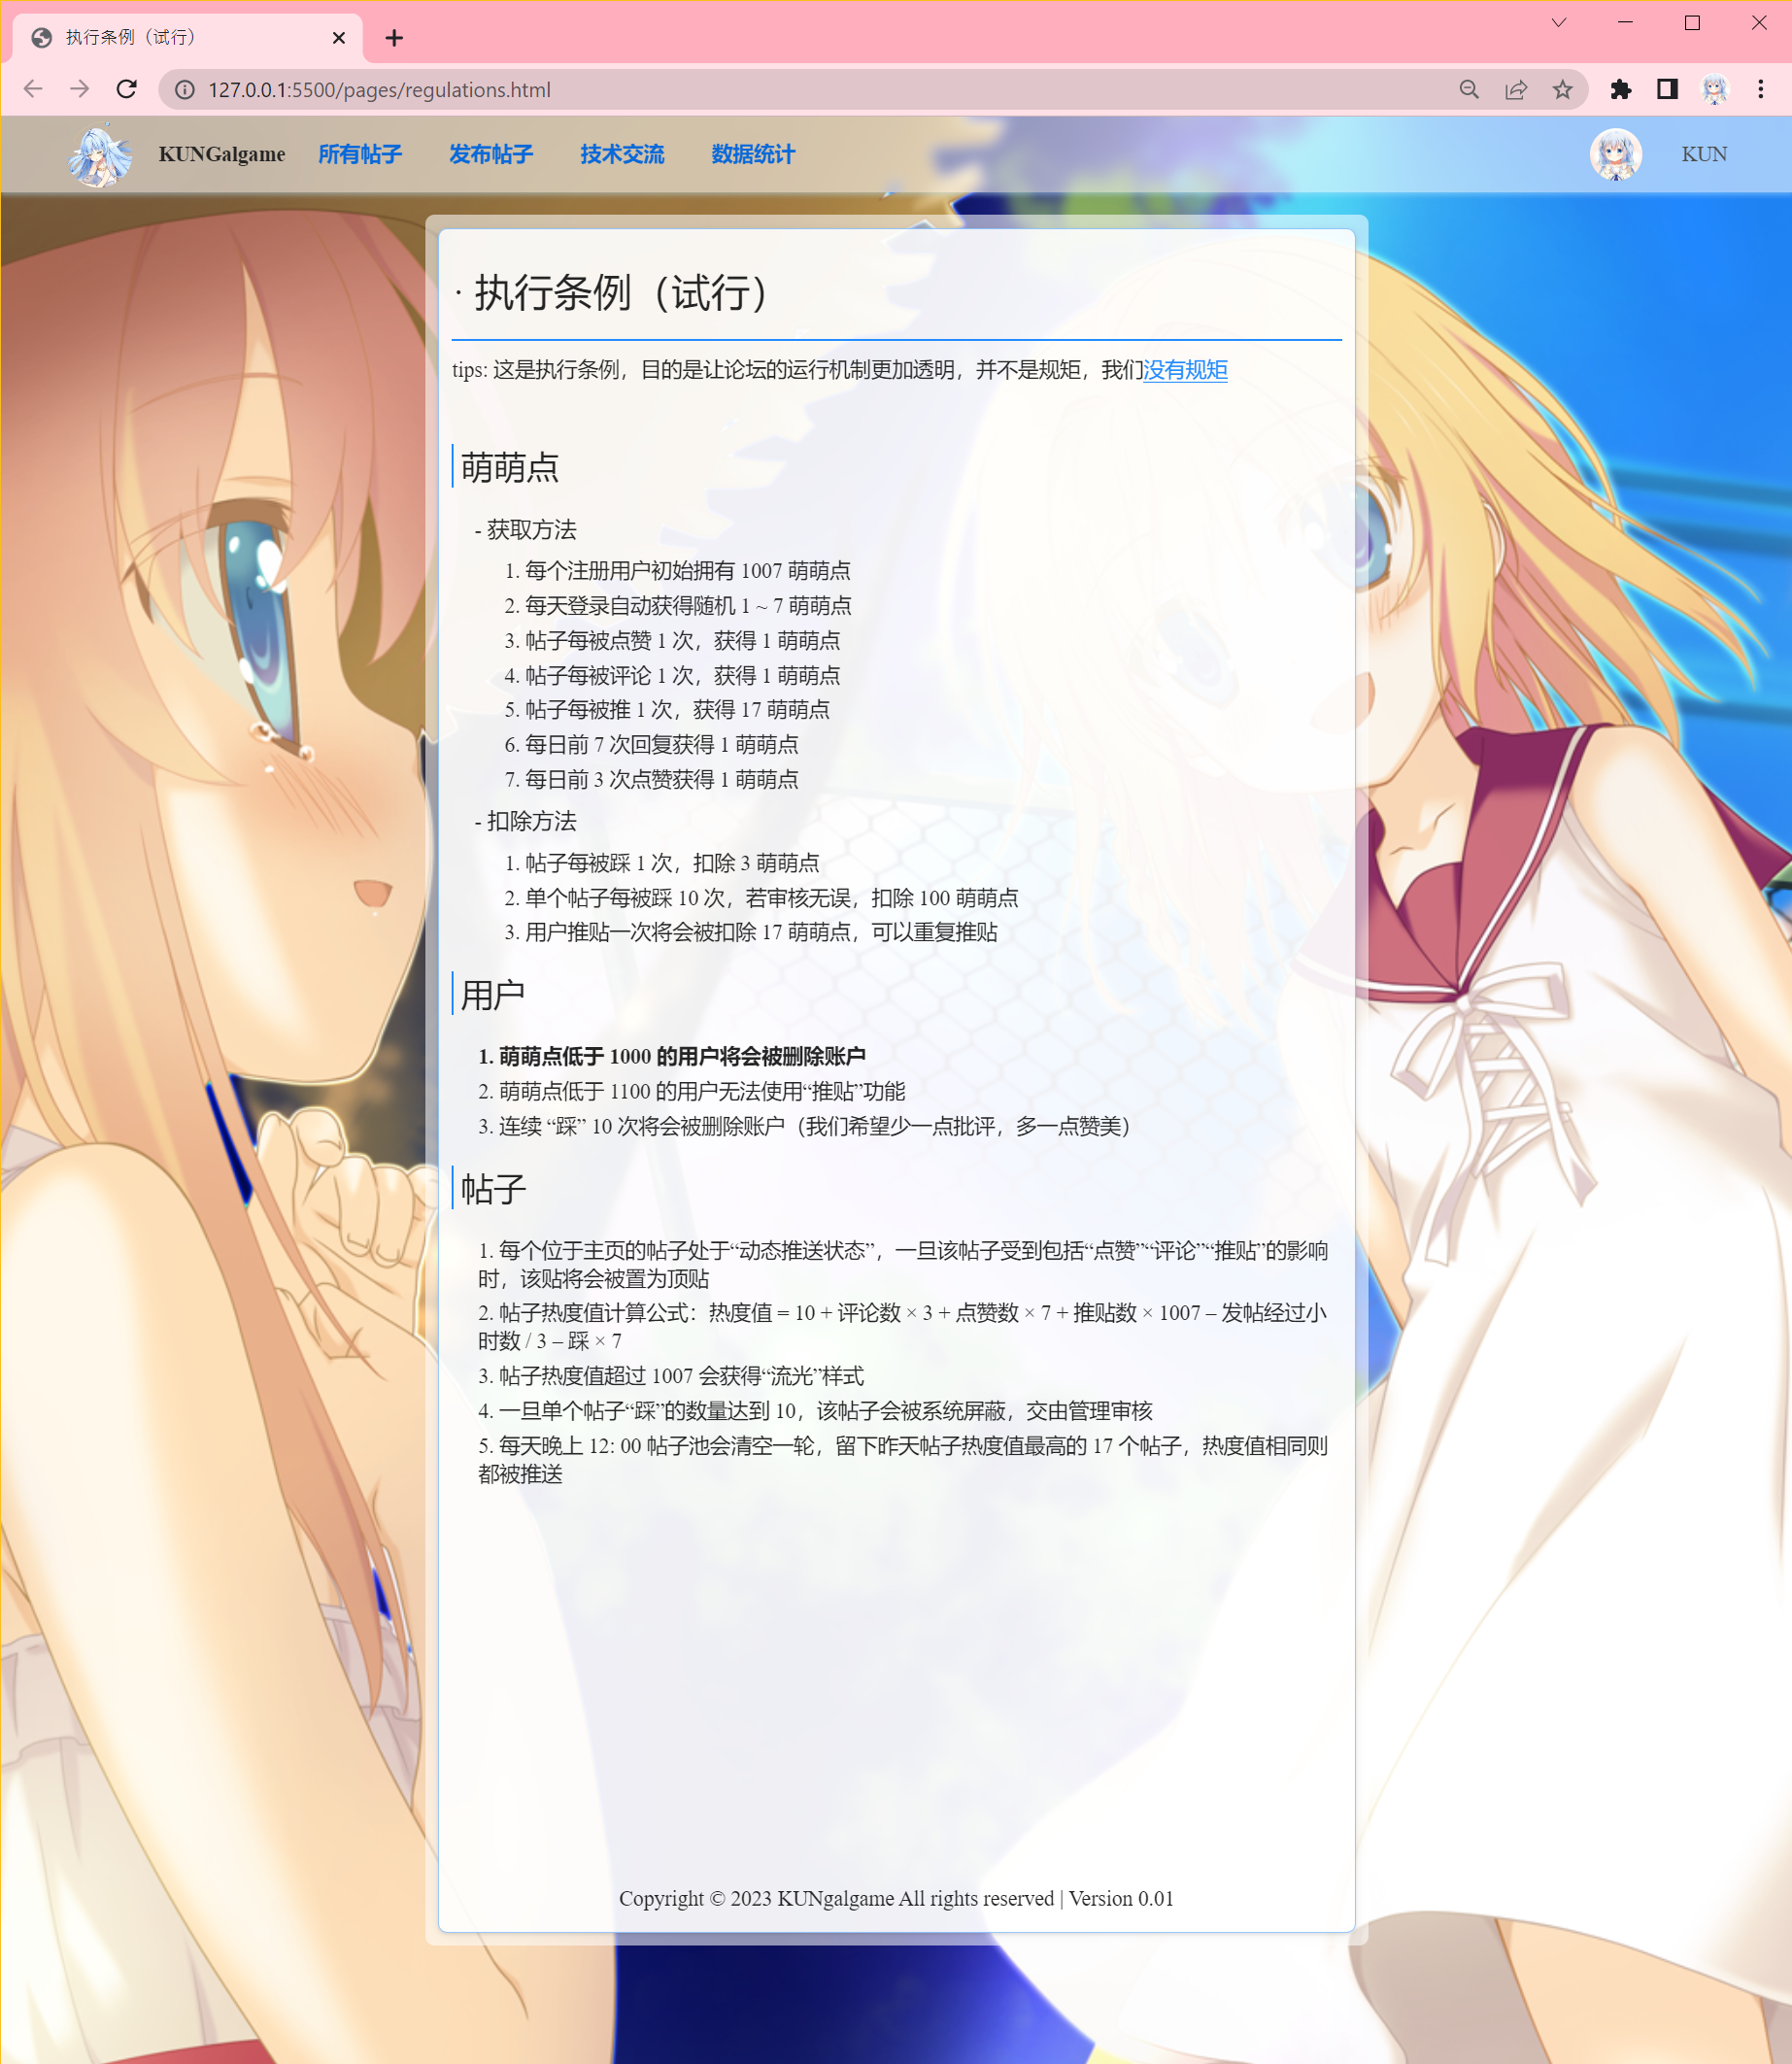 执行条例（试行）
127.0.0.1:5500/pages/regulations.html
KUNGalgame 所有帖子 发布帖子 技术交流 数据统计 KUN
· 执行条例（试行）
tips: 这是执行条例，目的是让论坛的运行机制更加透明，并不是规矩，我们没有规矩
萌萌点
- 获取方法
1. 每个注册用户初始拥有 1007 萌萌点
2. 每天登录自动获得随机 1 ~ 7 萌萌点
3. 帖子每被点赞 1 次，获得 1 萌萌点
4. 帖子每被评论 1 次，获得 1 萌萌点
5. 帖子每被推 1 次，获得 17 萌萌点
6. 每日前 7 次回复获得 1 萌萌点
7. 每日前 3 次点赞获得 1 萌萌点
- 扣除方法
1. 帖子每被踩 1 次，扣除 3 萌萌点
2. 单个帖子每被踩 10 次，若审核无误，扣除 100 萌萌点
3. 用户推贴一次将会被扣除 17 萌萌点，可以重复推贴
用户
1. 萌萌点低于 1000 的用户将会被删除账户
2. 萌萌点低于 1100 的用户无法使用“推贴”功能
3. 连续 “踩” 10 次将会被删除账户（我们希望少一点批评，多一点赞美）
帖子
1. 每个位于主页的帖子处于“动态推送状态”，一旦该帖子受到包括“点赞”“评论”“推贴”的影响
时，该贴将会被置为顶贴
2. 帖子热度值计算公式：热度值 = 10 + 评论数 × 3 + 点赞数 × 7 + 推贴数 × 1007 – 发帖经过小
时数 / 3 – 踩 × 7
3. 帖子热度值超过 1007 会获得“流光”样式
4. 一旦单个帖子“踩”的数量达到 10，该帖子会被系统屏蔽，交由管理审核
5. 每天晚上 12: 00 帖子池会清空一轮，留下昨天帖子热度值最高的 17 个帖子，热度值相同则
都被推送
Copyright © 2023 KUNgalgame All rights reserved | Version 0.01